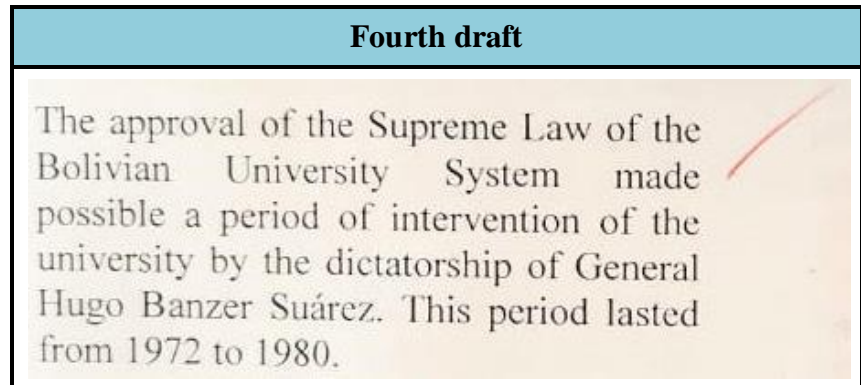 Fourth draft
The approval of the Supreme Law of the
Bolivian University System made
possible a period of intervention of the
university by the dictatorship of General
Hugo Banzer Suárez. This period lasted
from 1972 to 1980.